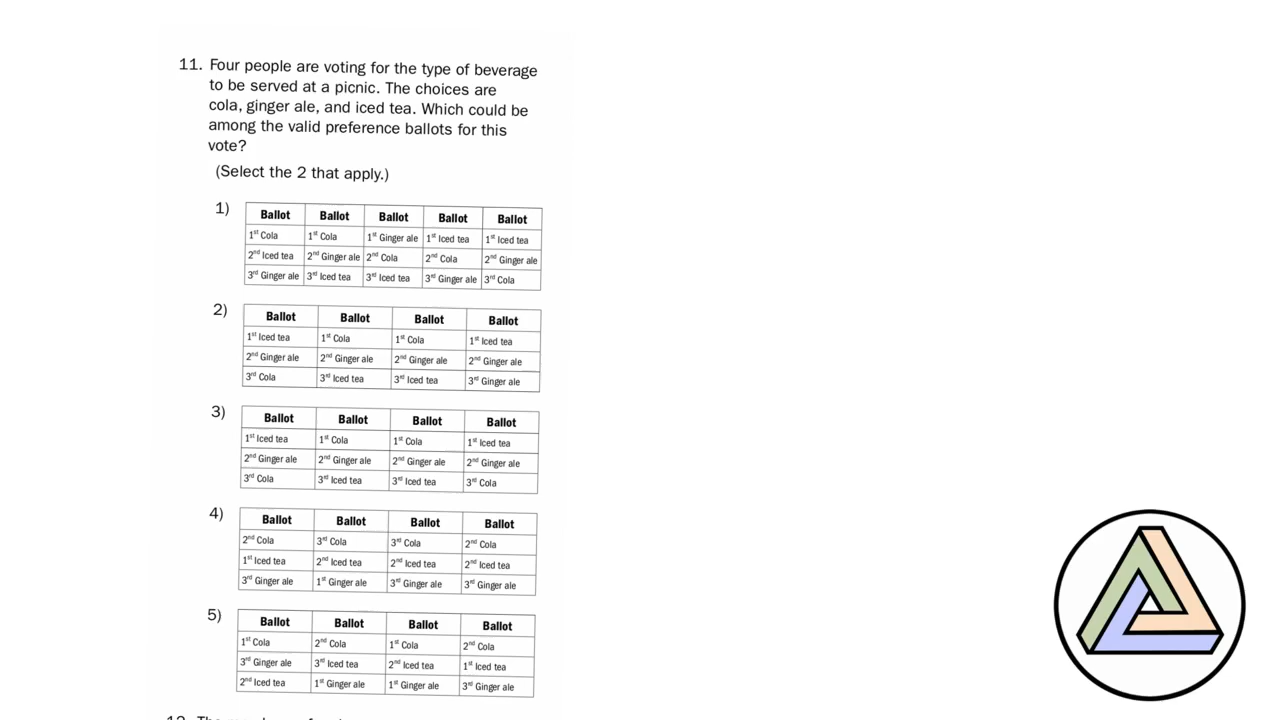 11. Four people are voting for the type of beverage
to be served at a picnic. The choices are
cola, ginger ale, and iced tea. Which could be
among the valid preference ballots for this
vote?
(Select the 2 that apply.)
1)
Ballot Ballot Ballot Ballot Ballot
1st Cola 1st Cola 1st Ginger ale 1st Iced tea 1st Iced tea
2nd Iced tea 2nd Ginger ale 2nd Cola 2nd Cola 2nd Ginger ale
3rd Ginger ale 3rd Iced tea 3rd Iced tea 3rd Ginger ale 3rd Cola
2)
Ballot Ballot Ballot Ballot
1st Iced tea 1st Cola 1st Cola 1st Iced tea
2nd Ginger ale 2nd Ginger ale 2nd Ginger ale 2nd Ginger ale
3rd Cola 3rd Iced tea 3rd Iced tea 3rd Ginger ale
3)
Ballot Ballot Ballot Ballot
1st Iced tea 1st Cola 1st Cola 1st Iced tea
2nd Ginger ale 2nd Ginger ale 2nd Ginger ale 2nd Ginger ale
3rd Cola 3rd Iced tea 3rd Iced tea 3rd Cola
4)
Ballot Ballot Ballot Ballot
2nd Cola 3rd Cola 3rd Cola 2nd Cola
1st Iced tea 2nd Iced tea 2nd Iced tea 2nd Iced tea
3rd Ginger ale 1st Ginger ale 3rd Ginger ale 3rd Ginger ale
5)
Ballot Ballot Ballot Ballot
1st Cola 2nd Cola 1st Cola 2nd Cola
3rd Ginger ale 3rd Iced tea 2nd Iced tea 1st Iced tea
2nd Iced tea 1st Ginger ale 1st Ginger ale 3rd Ginger ale